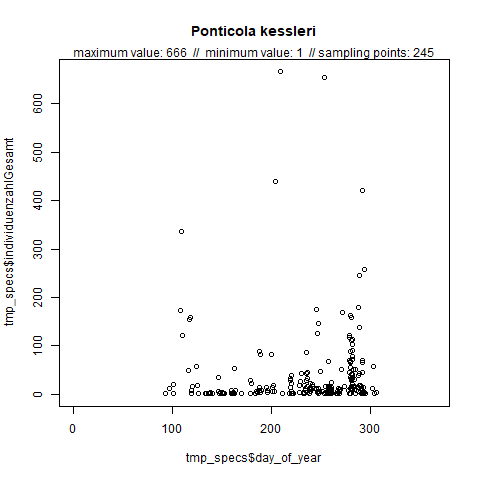 Ponticola kessleri
maximum value: 666 // minimum value: 1 // sampling points: 245
tmp_specs$individuenzahlGesamt
600
500
400
300
200
100
0
0 100 200 300
tmp_specs$day_of_year